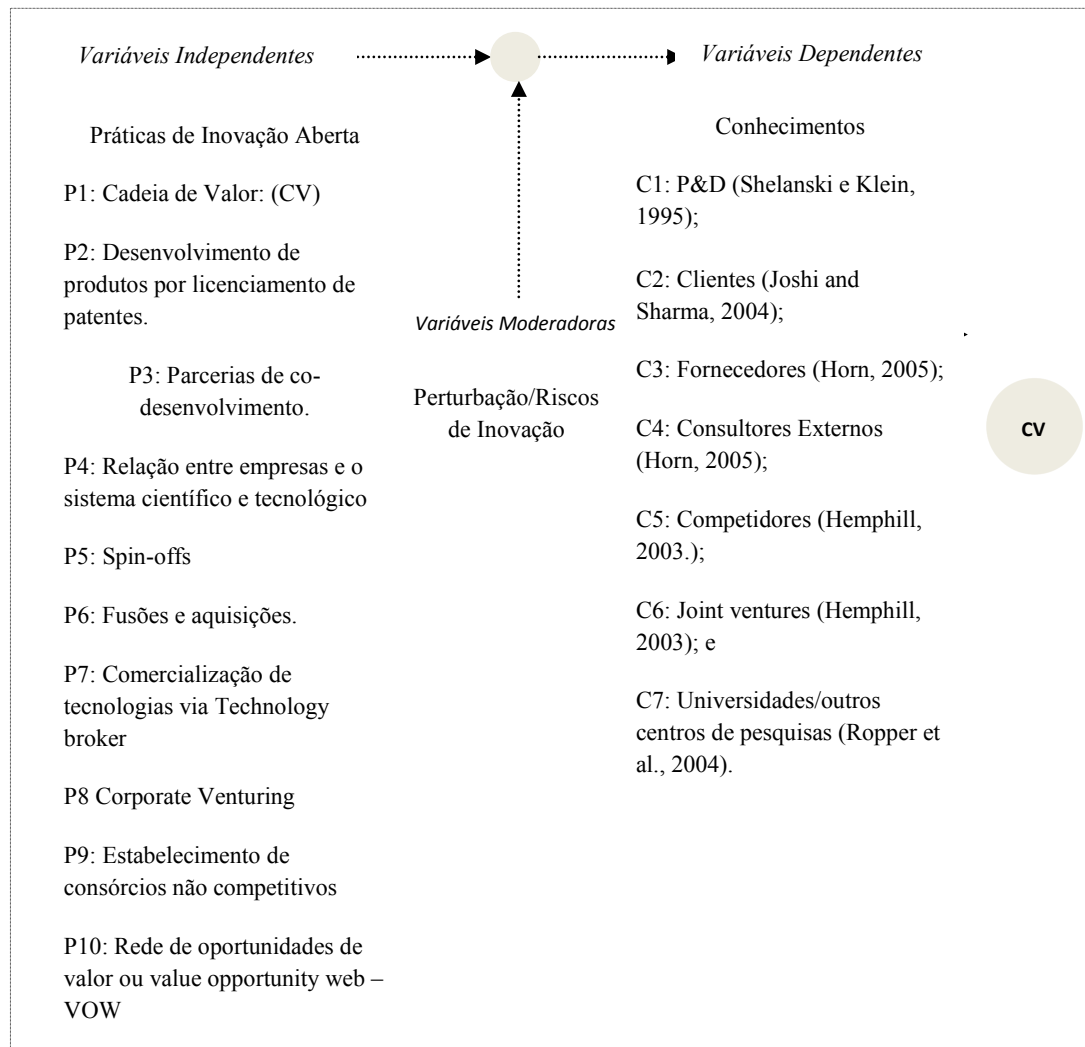 Variáveis Independentes
Práticas de Inovação Aberta
P1: Cadeia de Valor: (CV)
P2: Desenvolvimento de
produtos por licenciamento de
patentes.
P3: Parcerias de co-
desenvolvimento.
P4: Relação entre empresas e o
sistema científico e tecnológico
P5: Spin-offs
P6: Fusões e aquisições.
P7: Comercialização de
tecnologias via Technology
broker
P8 Corporate Venturing
P9: Estabelecimento de
consórcios não competitivos
P10: Rede de oportunidades de
valor ou value opportunity web –
VOW
Variáveis Moderadoras
Perturbação/Riscos
de Inovação
Variáveis Dependentes
Conhecimentos
C1: P&D (Shelanski e Klein,
1995);
C2: Clientes (Joshi and
Sharma, 2004);
C3: Fornecedores (Horn, 2005);
C4: Consultores Externos
(Horn, 2005);
C5: Competidores (Hemphill,
2003.);
C6: Joint ventures (Hemphill,
2003); e
C7: Universidades/outros
centros de pesquisas (Ropper et
al., 2004).
CV